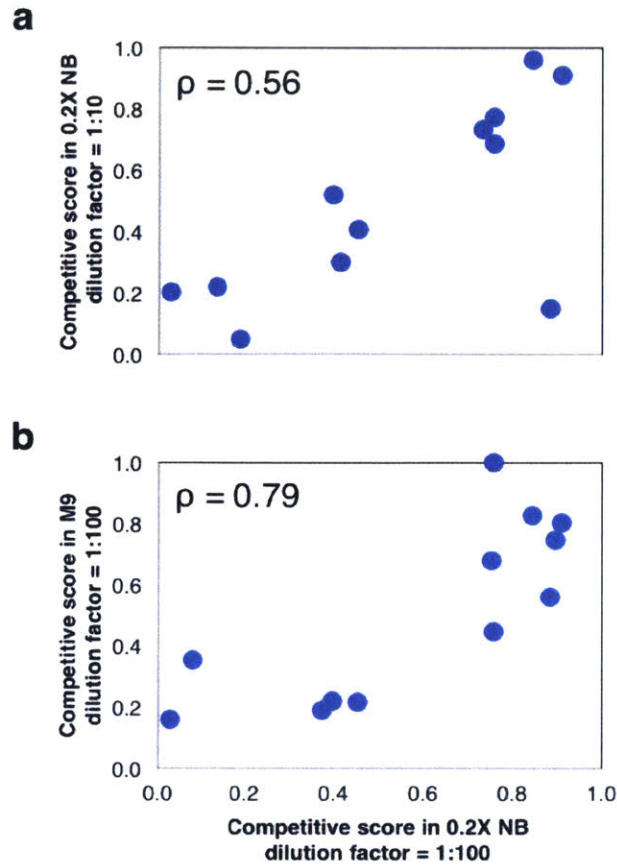 a
Competitive score in 0.2X NB
dilution factor = 1:10
1.0
0.8
0.6
0.4
0.2
0.0
ρ = 0.56
b
Competitive score in M9
dilution factor = 1:100
1.0
0.8
0.6
0.4
0.2
0.0
ρ = 0.79
0.0 0.2 0.4 0.6 0.8 1.0
Competitive score in 0.2X NB
dilution factor = 1:100